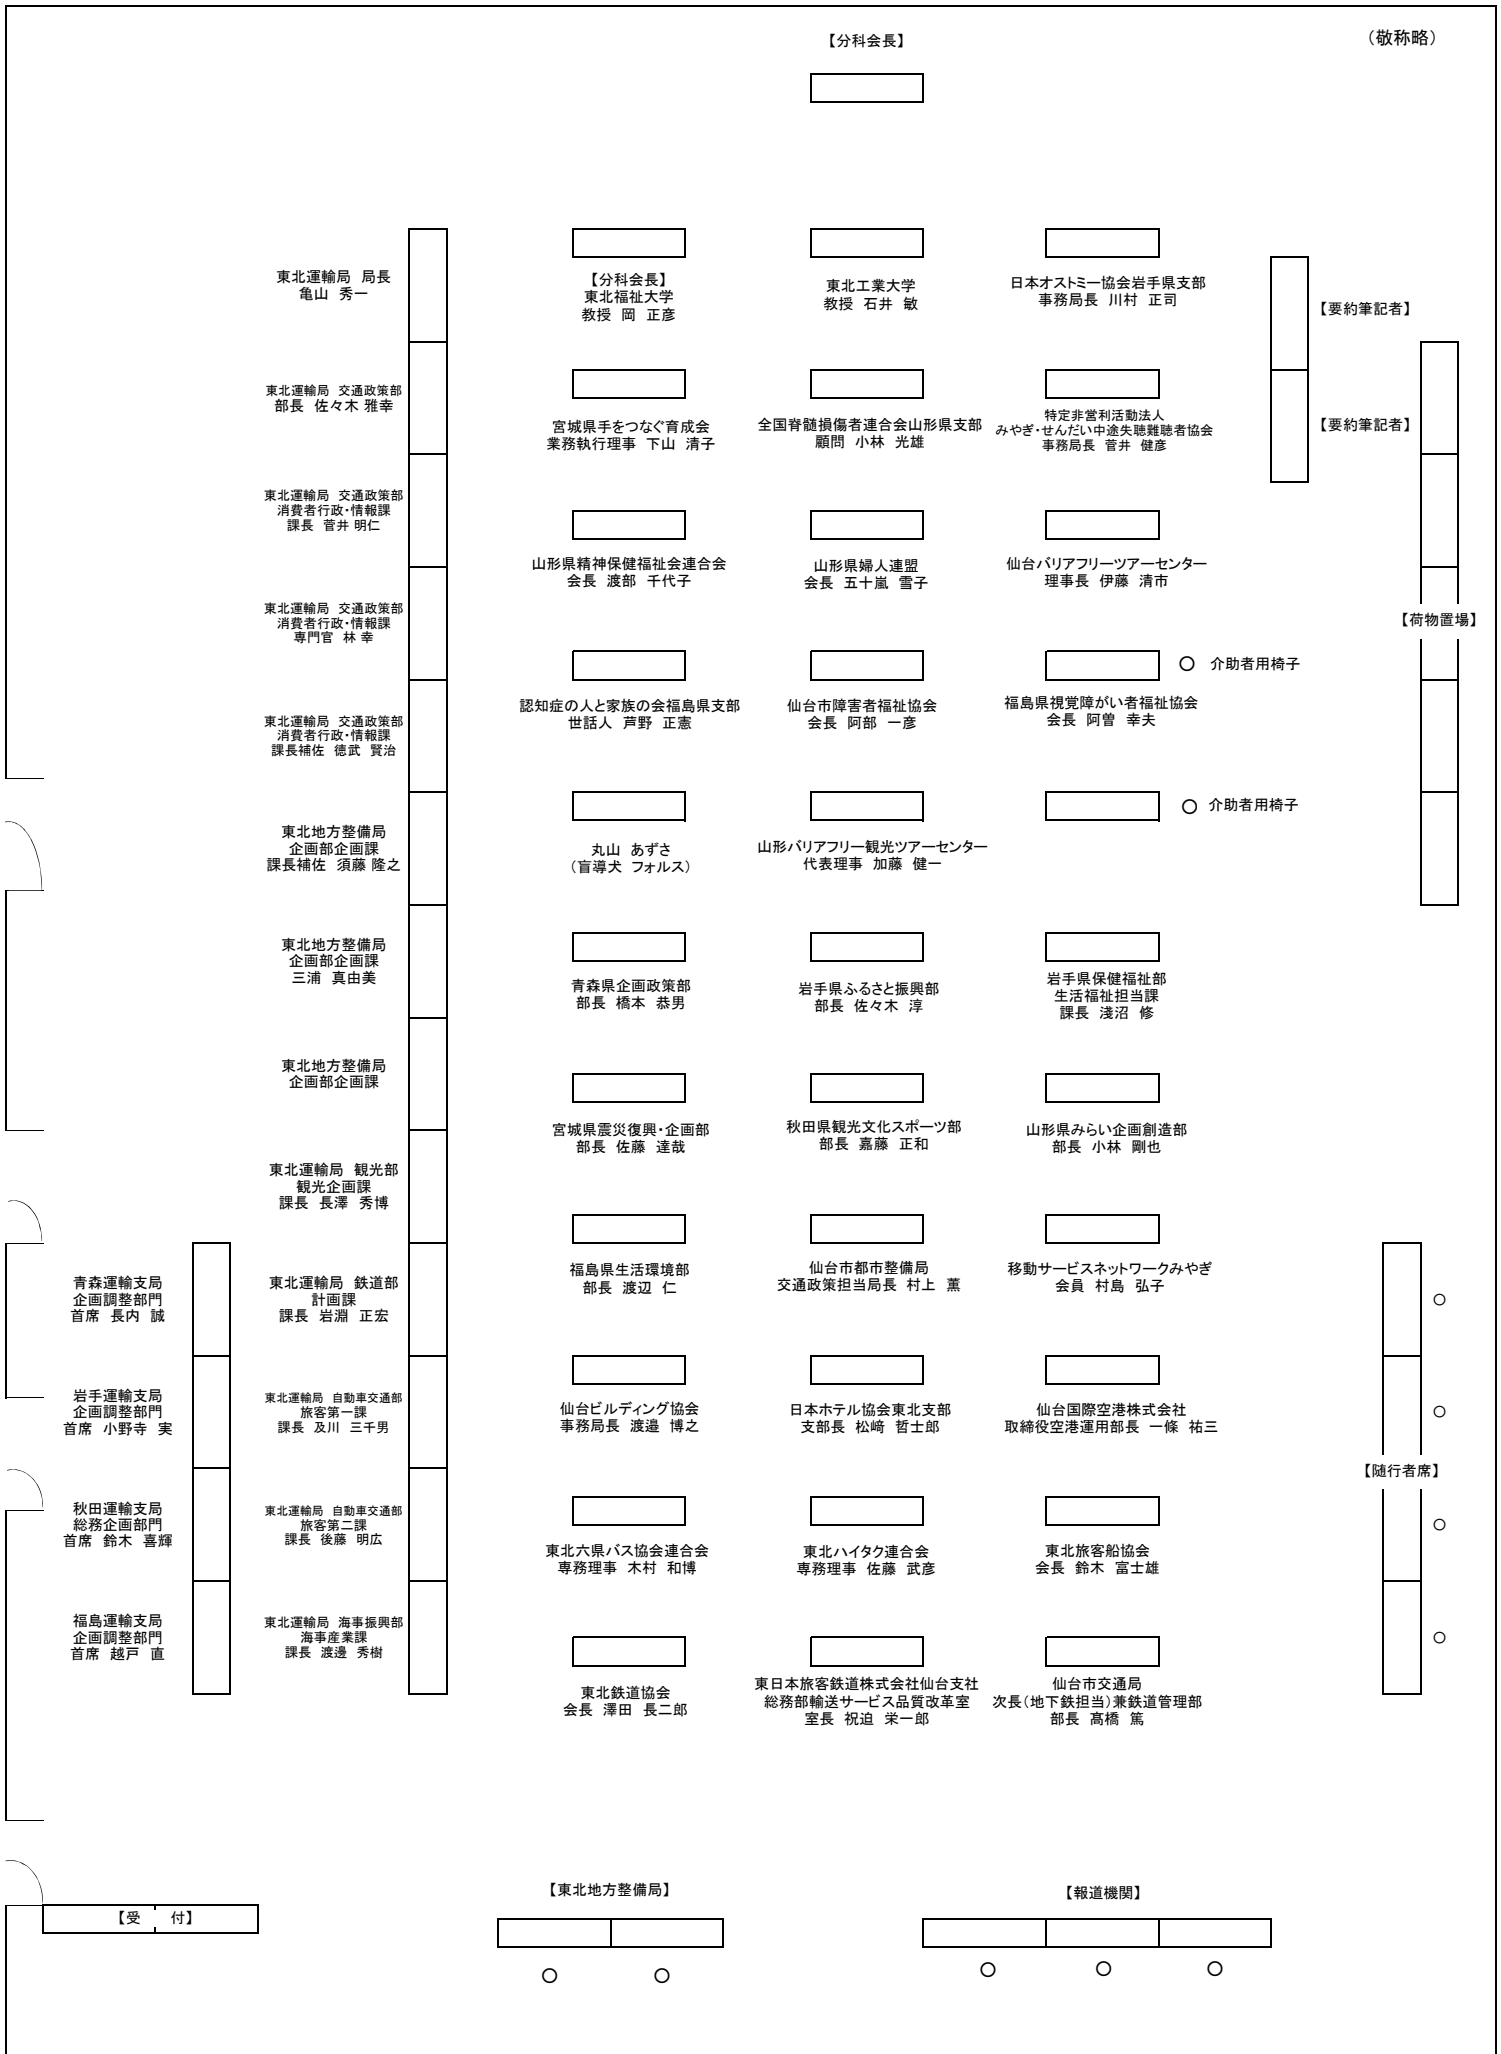 【分科会長】
（敬称略）
東北運輸局　局長
亀山　秀一
【分科会長】
東北福祉大学
教授　岡　正彦
東北工業大学
教授　石井　敏
日本オストミー協会岩手県支部
事務局長　川村　正司
【要約筆記者】
東北運輸局　交通政策部
部長　佐々木 雅幸
宮城県手をつなぐ育成会
業務執行理事　下山　清子
全国脊髄損傷者連合会山形県支部
顧問　小林　光雄
特定非営利活動法人
みやぎ・せんだい中途失聴難聴者協会
事務局長　菅井　健彦
【要約筆記者】
東北運輸局　交通政策部
消費者行政・情報課
課長　菅井 明仁
山形県精神保健福祉会連合会
会長　渡部　千代子
山形県婦人連盟
会長　五十嵐　雪子
仙台バリアフリーツアーセンター
理事長　伊藤　清市
東北運輸局　交通政策部
消費者行政・情報課
専門官　林 幸
【荷物置場】
認知症の人と家族の会福島県支部
世話人　芦野　正憲
仙台市障害者福祉協会
会長　阿部　一彦
福島県視覚障がい者福祉協会
会長　阿曽　幸夫
○　介助者用椅子
東北運輸局　交通政策部
消費者行政・情報課
課長補佐　徳武　賢治
丸山　あずさ
（盲導犬　フォルス）
山形バリアフリー観光ツアーセンター
代表理事　加藤　健一
○　介助者用椅子
東北地方整備局
企画部企画課
課長補佐　須藤 隆之
東北地方整備局
企画部企画課
三浦　真由美
青森県企画政策部
部長　橋本　恭男
岩手県ふるさと振興部
部長　佐々木　淳
岩手県保健福祉部
生活福祉担当課
課長　淺沼　修
東北地方整備局
企画部企画課
宮城県震災復興・企画部
部長　佐藤　達哉
秋田県観光文化スポーツ部
部長　嘉藤　正和
山形県みらい企画創造部
部長　小林　剛也
東北運輸局　観光部
観光企画課
課長　長澤　秀博
福島県生活環境部
部長　渡辺　仁
仙台市都市整備局
交通政策担当局長　村上　薫
移動サービスネットワークみやぎ
会員　村島　弘子
青森運輸支局
企画調整部門
首席　長内　誠
東北運輸局　鉄道部
計画課
課長　岩淵　正宏
○
岩手運輸支局
企画調整部門
首席　小野寺　実
東北運輸局　自動車交通部
旅客第一課
課長　及川　三千男
仙台ビルディング協会
事務局長　渡邉　博之
日本ホテル協会東北支部
支部長　松﨑　哲士郎
仙台国際空港株式会社
取締役空港運用部長　一條　祐三
○
【随行者席】
秋田運輸支局
総務企画部門
首席　鈴木　喜輝
東北運輸局　自動車交通部
旅客第二課
課長　後藤　明広
東北六県バス協会連合会
専務理事　木村　和博
東北ハイタク連合会
専務理事　佐藤　武彦
東北旅客船協会
会長　鈴木　富士雄
○
福島運輸支局
企画調整部門
首席　越戸　直
東北運輸局　海事振興部
海事産業課
課長　渡邊　秀樹
○
東北鉄道協会
会長　澤田　長二郎
東日本旅客鉄道株式会社仙台支社
総務部輸送サービス品質改革室
室長　祝迫　栄一郎
仙台市交通局
次長（地下鉄担当）兼鉄道管理部
部長　髙橋　篤
【東北地方整備局】
【報道機関】
【受　付】
○　○
○　○　○